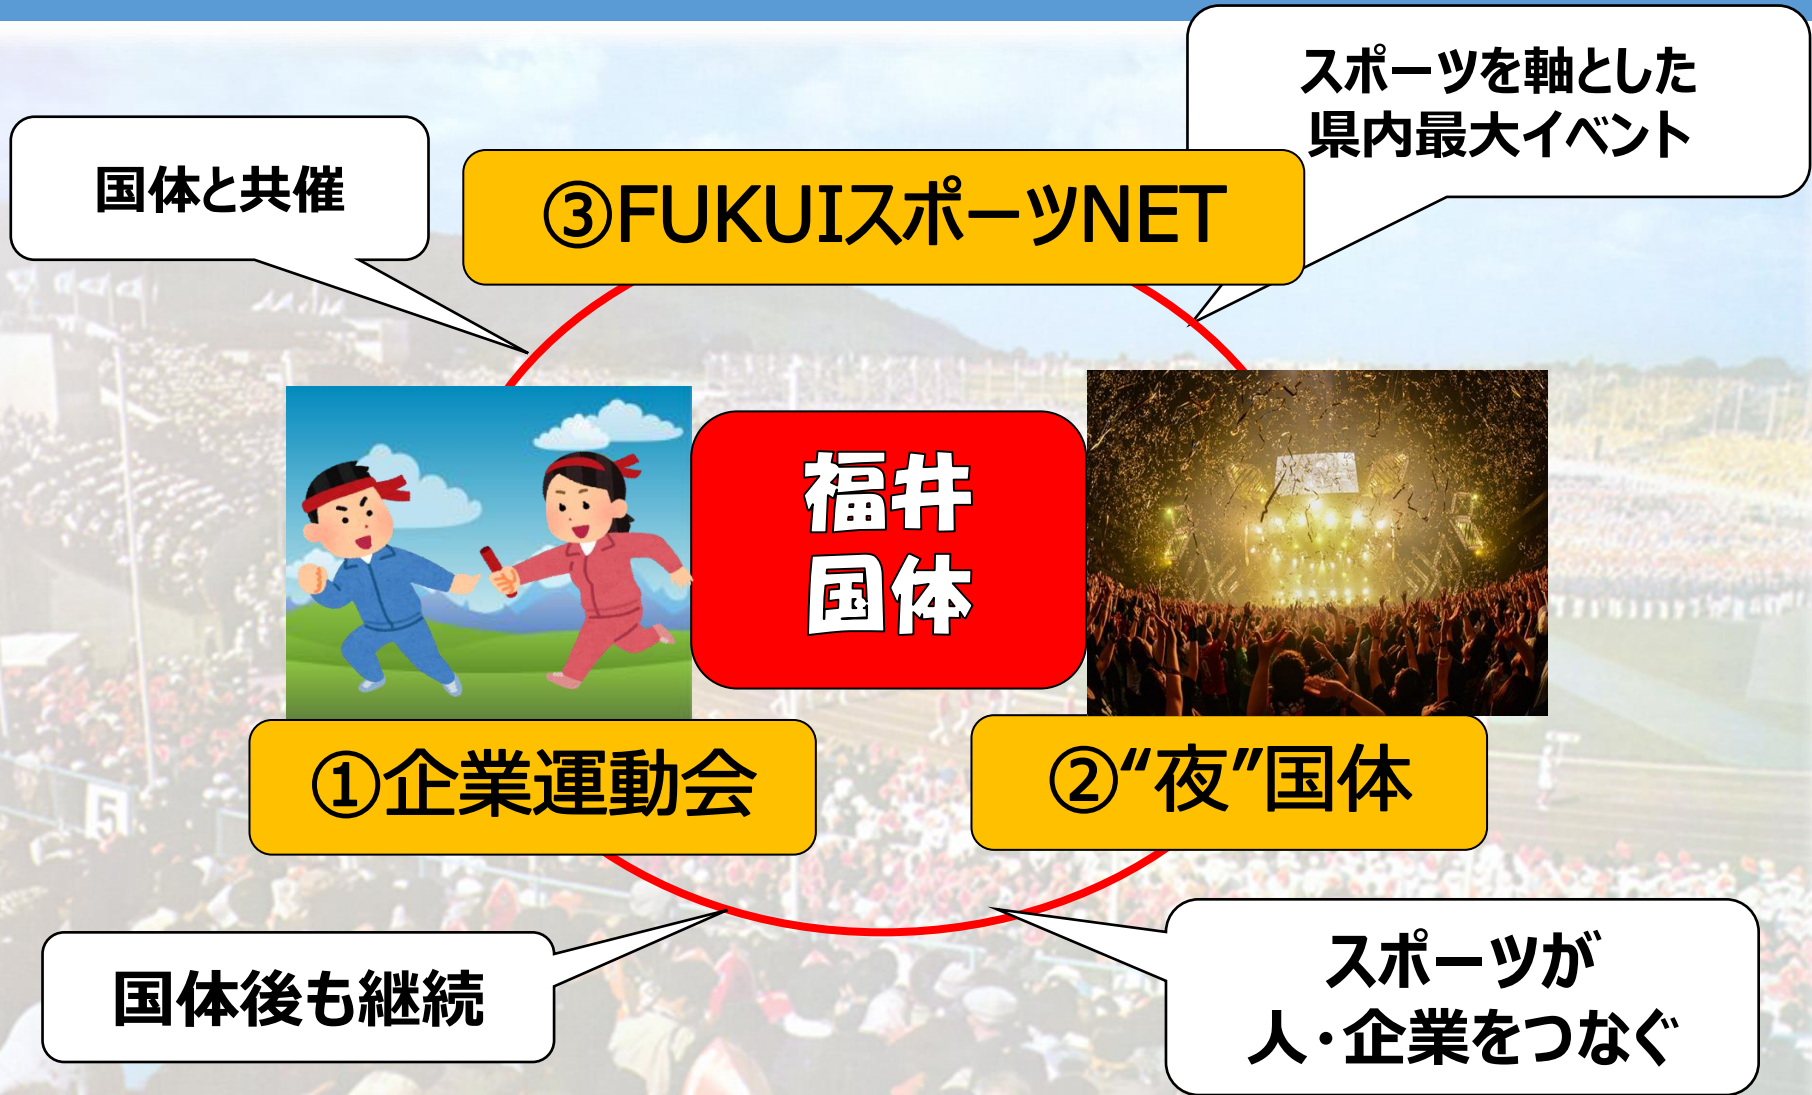 スポーツを軸とした
県内最大イベント
国体と共催
③FUKUIスポーツNET
福井
国体
①企業運動会
②“夜”国体
国体後も継続
スポーツが
人・企業をつなぐ
5